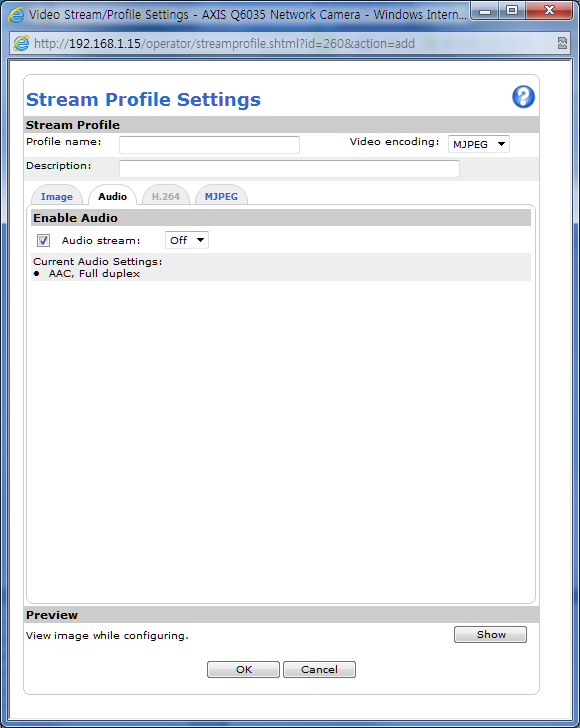 Video Stream/Profile Settings - AXIS Q6035 Network Camera - Windows Intern...
http://192.168.1.15/operator/streamprofile.shtml?id=260&action=add
Stream Profile Settings
?
Stream Profile
Profile name: Video encoding: MJPEG
Description:
Image Audio H.264 MJPEG
Enable Audio
Audio stream: Off
Current Audio Settings:
• AAC, Full duplex
Preview
View image while configuring. Show
OK Cancel